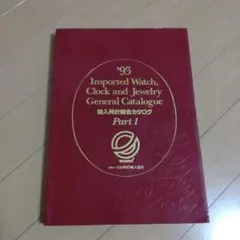 '93
Imported Watch,
Clock and Jewelry
General Catalogue
輸入時計総合カタログ
Part 1